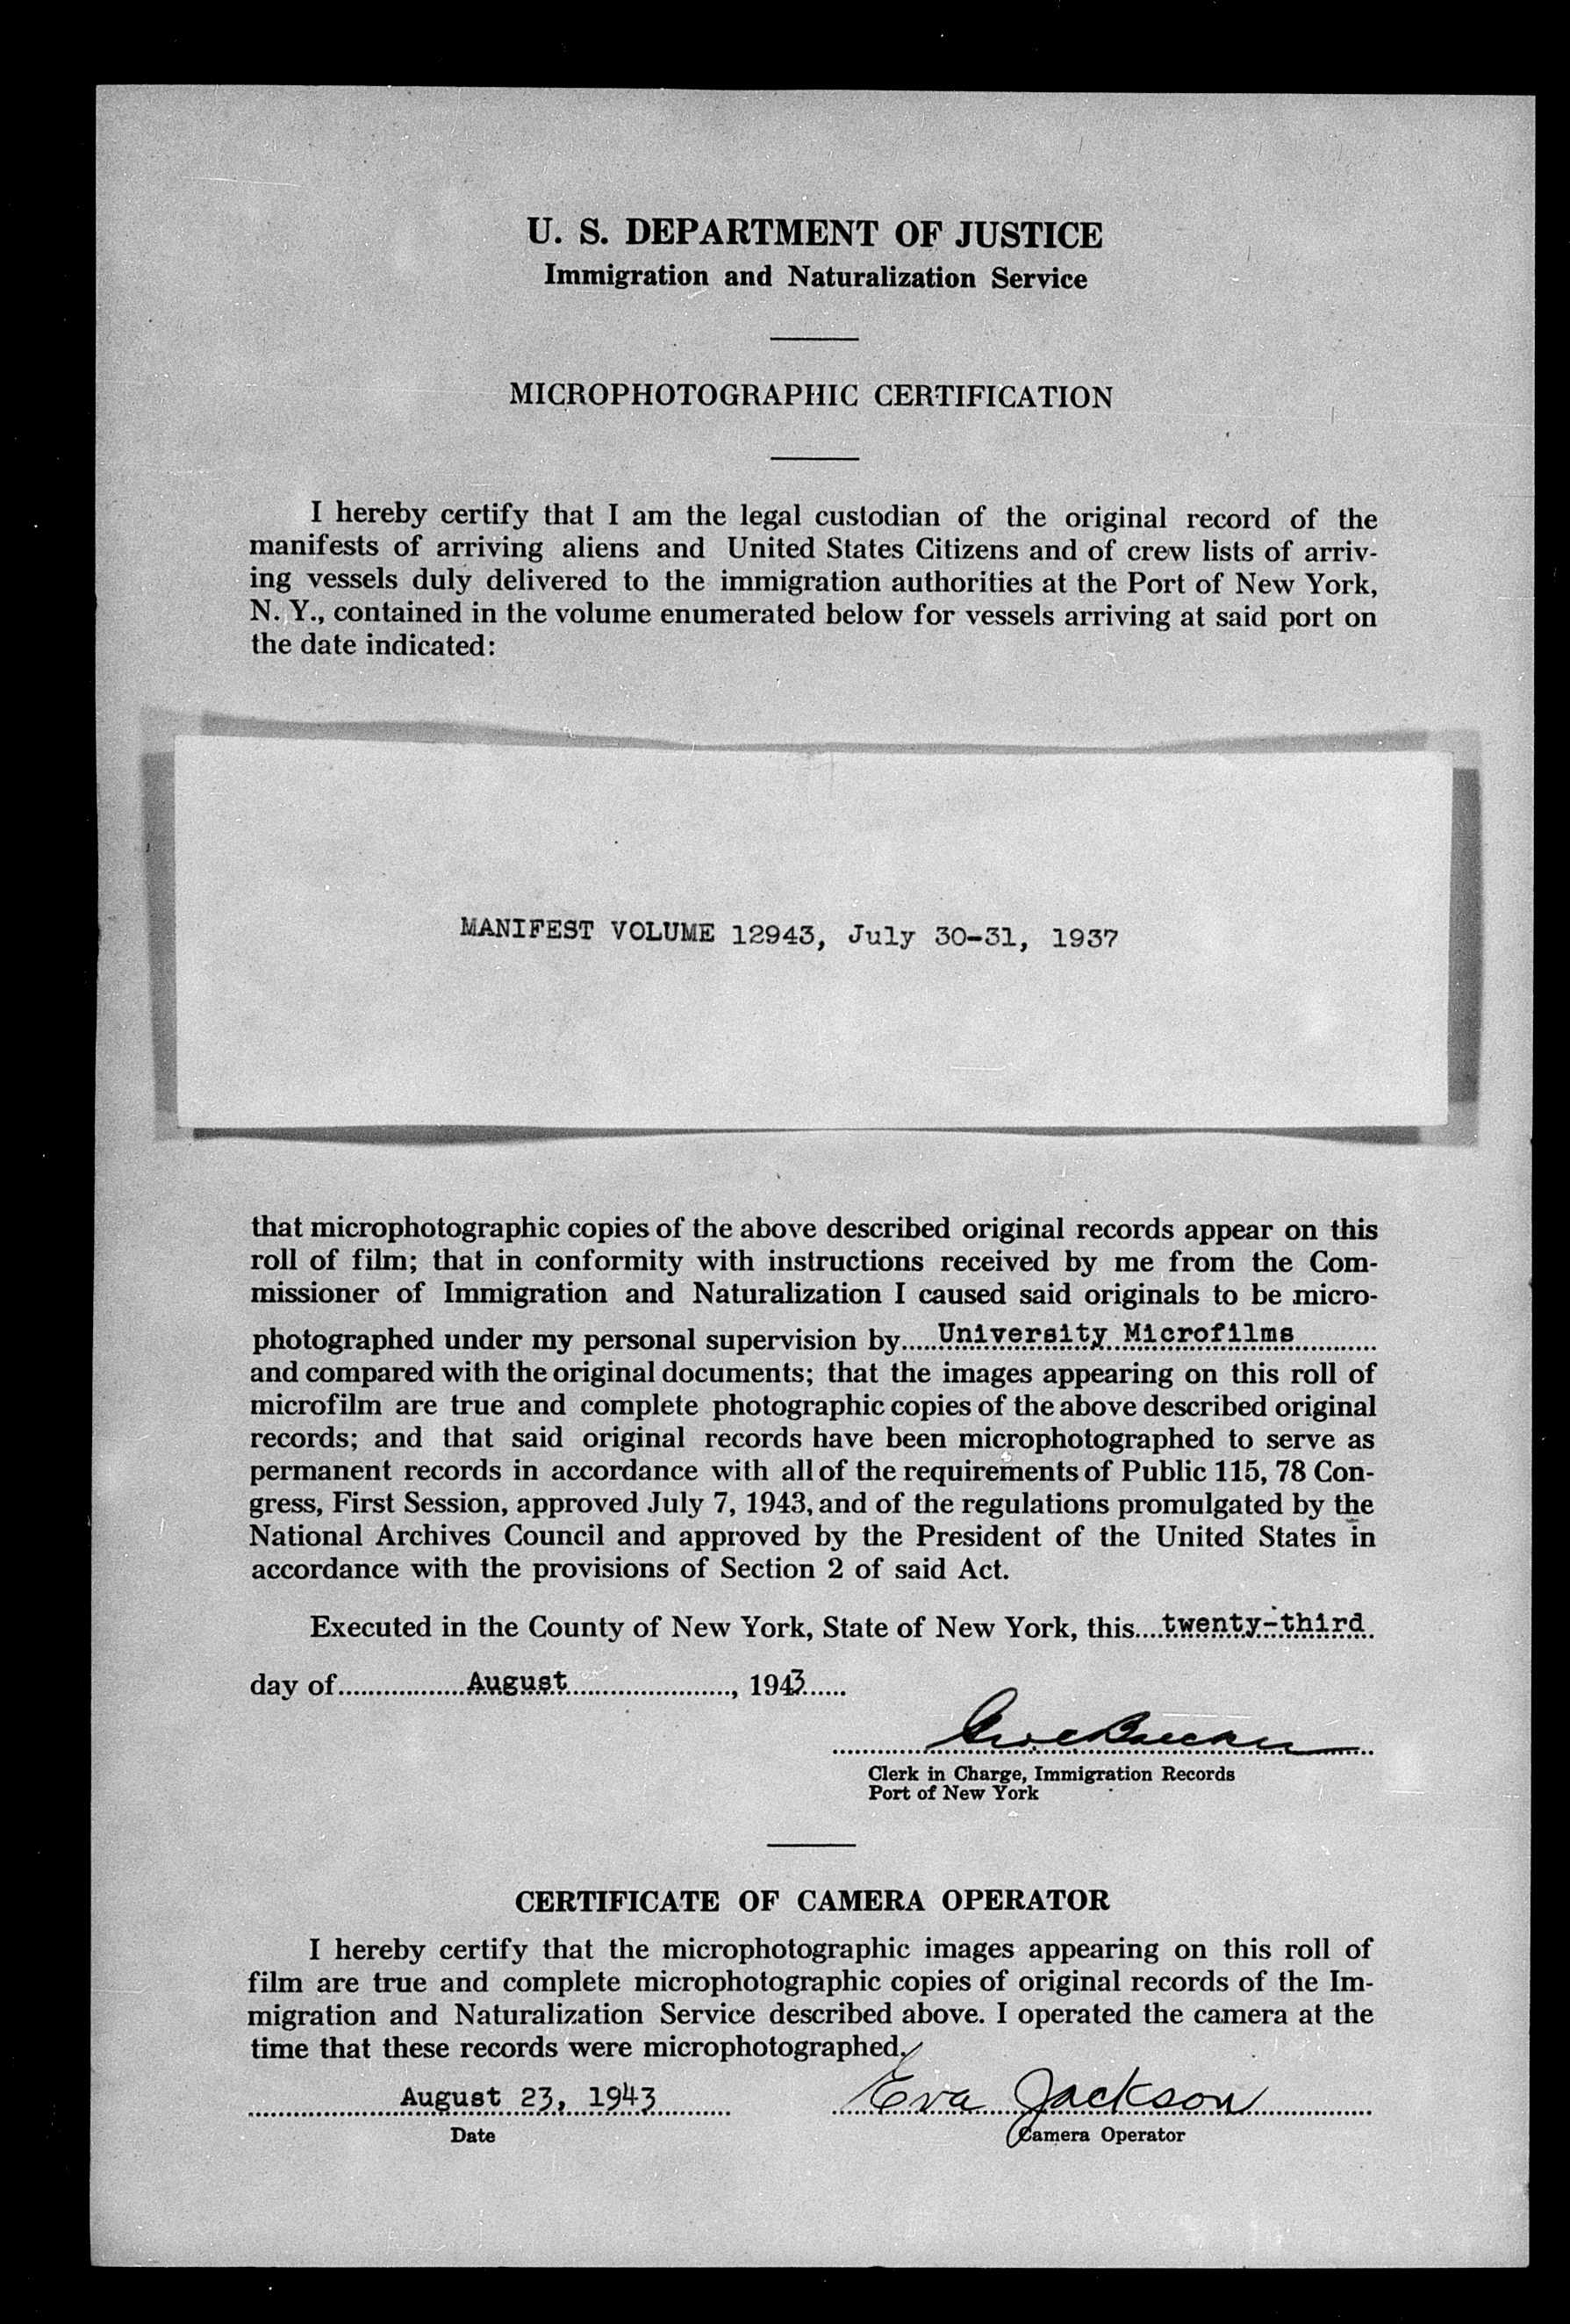 U. S. DEPARTMENT OF JUSTICE
Immigration and Naturalization Service
MICROPHOTOGRAPHIC CERTIFICATION
I hereby certify that I am the legal custodian of the original record of the
manifests of arriving aliens and United States Citizens and of crew lists of arriv-
ing vessels duly delivered to the immigration authorities at the Port of New York,
N. Y., contained in the volume enumerated below for vessels arriving at said port on
the date indicated:
MANIFEST VOLUME 12943, July 30-31, 1937
that microphotographic copies of the above described original records appear on this
roll of film; that in conformity with instructions received by me from the Com-
missioner of Immigration and Naturalization I caused said originals to be micro-
photographed under my personal supervision by.....University Microfilms............
and compared with the original documents; that the images appearing on this roll of
microfilm are true and complete photographic copies of the above described original
records; and that said original records have been microphotographed to serve as
permanent records in accordance with all of the requirements of Public 115, 78 Con-
gress, First Session, approved July 7, 1943, and of the regulations promulgated by the
National Archives Council and approved by the President of the United States in
accordance with the provisions of Section 2 of said Act.
Executed in the County of New York, State of New York, this....twenty-third.
day of.................August......................., 1943......
Clerk in Charge, Immigration Records
Port of New York
CERTIFICATE OF CAMERA OPERATOR
I hereby certify that the microphotographic images appearing on this roll of
film are true and complete microphotographic copies of original records of the Im-
migration and Naturalization Service described above. I operated the camera at the
time that these records were microphotographed.
August 23, 1943 Eva Jackson
Date Camera Operator